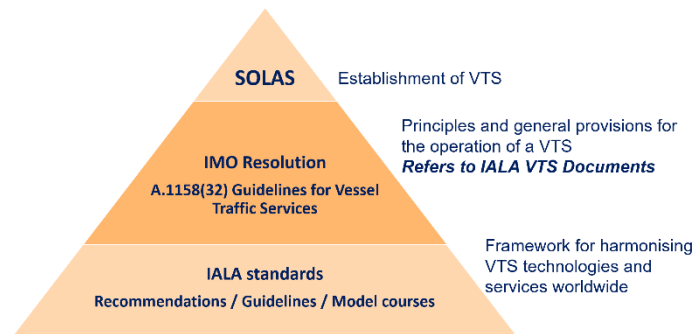 SOLAS
Establishment of VTS
IMO Resolution
A.1158(32) Guidelines for Vessel
Traffic Services
Principles and general provisions for
the operation of a VTS
Refers to IALA VTS Documents
IALA standards
Recommendations / Guidelines / Model courses
Framework for harmonising
VTS technologies and
services worldwide